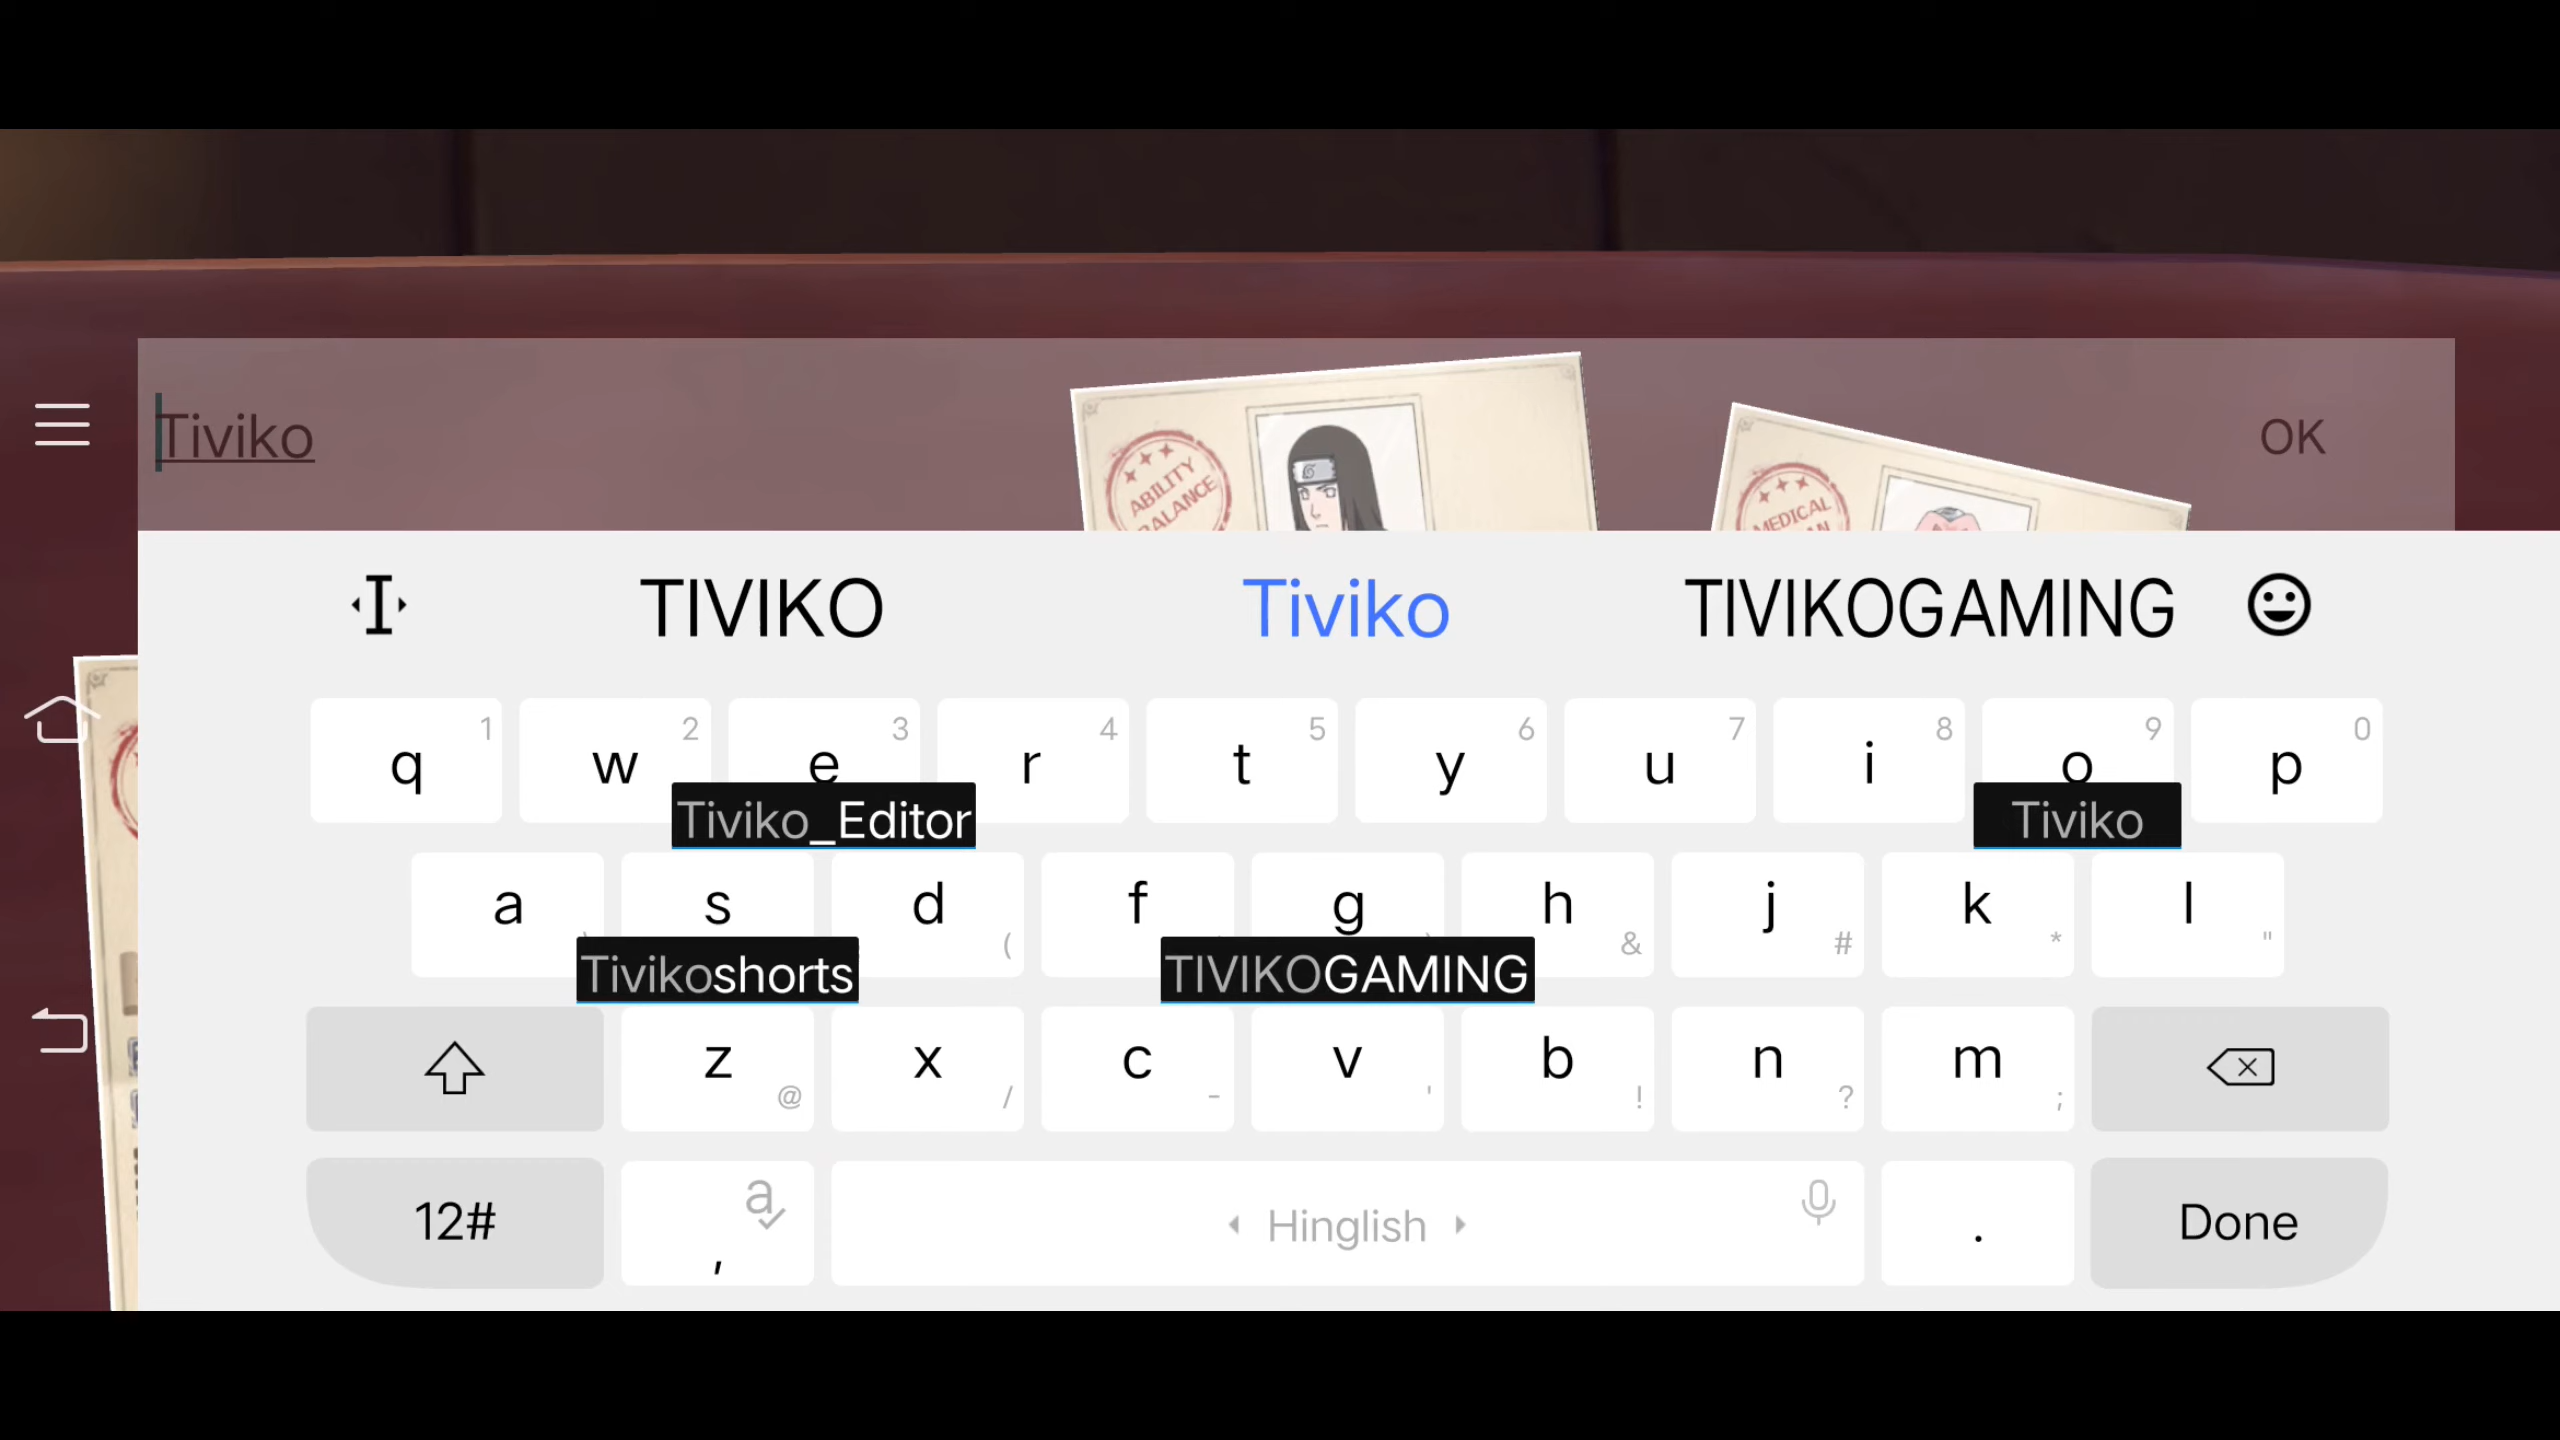 Tiviko
OK
ABILITY
BALANCE
MEDICAL
TIVIKO Tiviko TIVIKOGAMING
q 1 w 2 e 3 r 4 t 5 y 6 u 7 i 8 o 9 p 0
Tiviko_Editor Tiviko
a s d ( f g h & j # k * l "
Tivikoshorts TIVIKOGAMING
z @ x / c - v ' b ! n ? m ;
12# , a Hinglish . Done